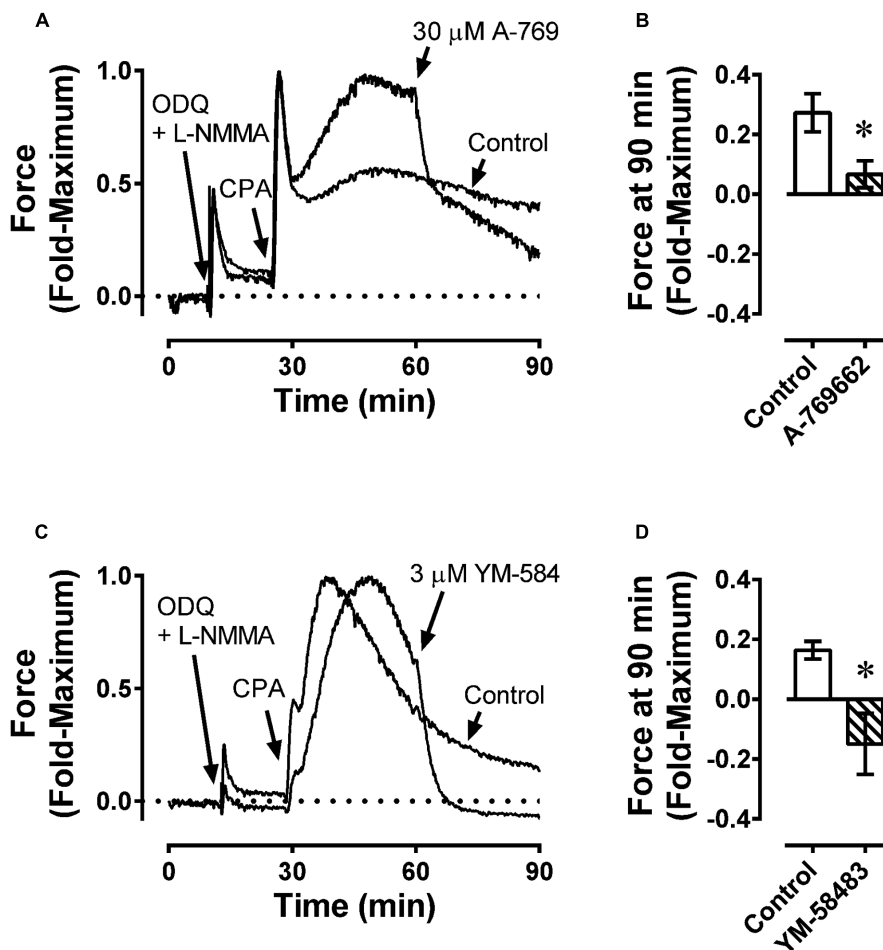 A
30 μM A-769
ODQ
+ L-NMMA
CPA
Control
Force
(Fold-Maximum)
1.0
0.5
0.0
0
30
60
90
Time (min)
B
Force at 90 min
(Fold-Maximum)
0.4
0.2
0.0
-0.2
-0.4
*
Control
A-769662
C
3 μM YM-584
ODQ
+ L-NMMA
CPA
Control
Force
(Fold-Maximum)
1.0
0.5
0.0
0
30
60
90
Time (min)
D
Force at 90 min
(Fold-Maximum)
0.4
0.2
0.0
-0.2
-0.4
*
Control
YM-58483